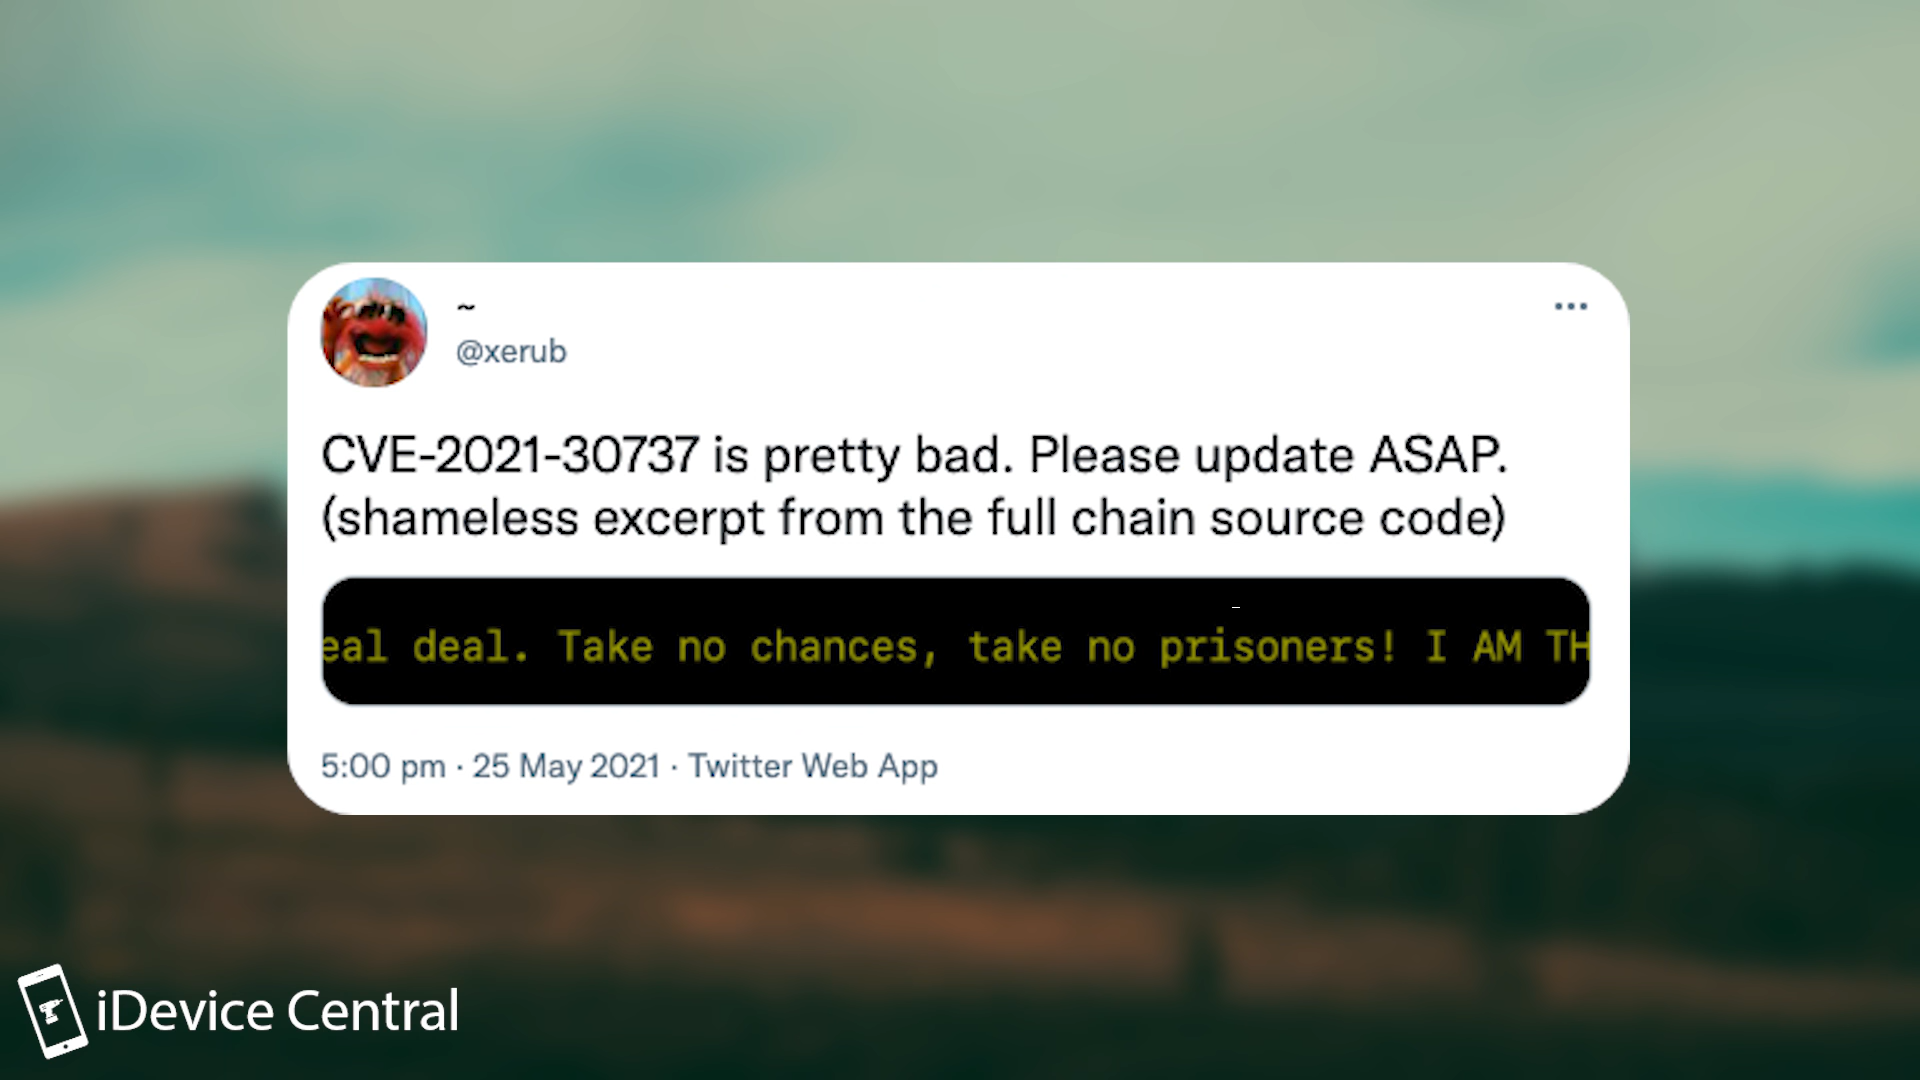 ~
@xerub
CVE-2021-30737 is pretty bad. Please update ASAP.
(shameless excerpt from the full chain source code)
eal deal. Take no chances, take no prisoners! I AM TH
5:00 pm · 25 May 2021 · Twitter Web App
iDevice Central